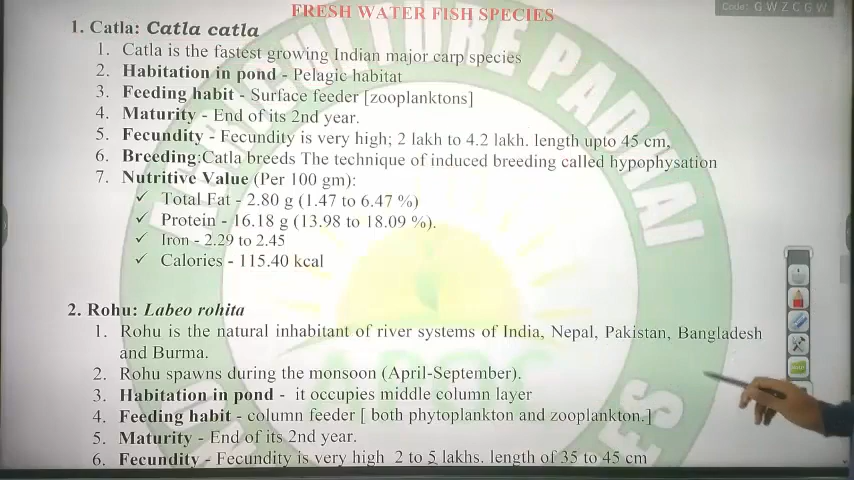 Code: G W Z C G W
FRESH WATER FISH SPECIES
1. Catla: Catla catla
1. Catla is the fastest growing Indian major carp species
2. Habitation in pond - Pelagic habitat
3. Feeding habit - Surface feeder [zooplanktons]
4. Maturity - End of its 2nd year.
5. Fecundity - Fecundity is very high; 2 lakh to 4.2 lakh. length upto 45 cm,
6. Breeding:Catla breeds The technique of induced breeding called hypophysation
7. Nutritive Value (Per 100 gm):
✓ Total Fat - 2.80 g (1.47 to 6.47 %)
✓ Protein - 16.18 g (13.98 to 18.09 %).
✓ Iron - 2.29 to 2.45
✓ Calories - 115.40 kcal
2. Rohu: Labeo rohita
1. Rohu is the natural inhabitant of river systems of India, Nepal, Pakistan, Bangladesh
and Burma.
2. Rohu spawns during the monsoon (April-September).
3. Habitation in pond - it occupies middle column layer
4. Feeding habit - column feeder [ both phytoplankton and zooplankton.]
5. Maturity - End of its 2nd year.
6. Fecundity - Fecundity is very high 2 to 5 lakhs. length of 35 to 45 cm